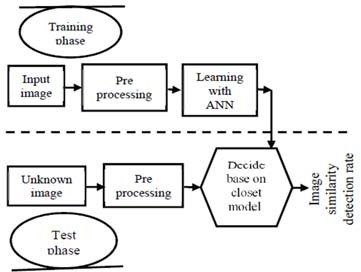 Training
phase
Input
image
Pre
processing
Learning
with
ANN
Unknown
image
Pre
processing
Decide
base on
closet
model
Image
similarity
detection rate
Test
phase